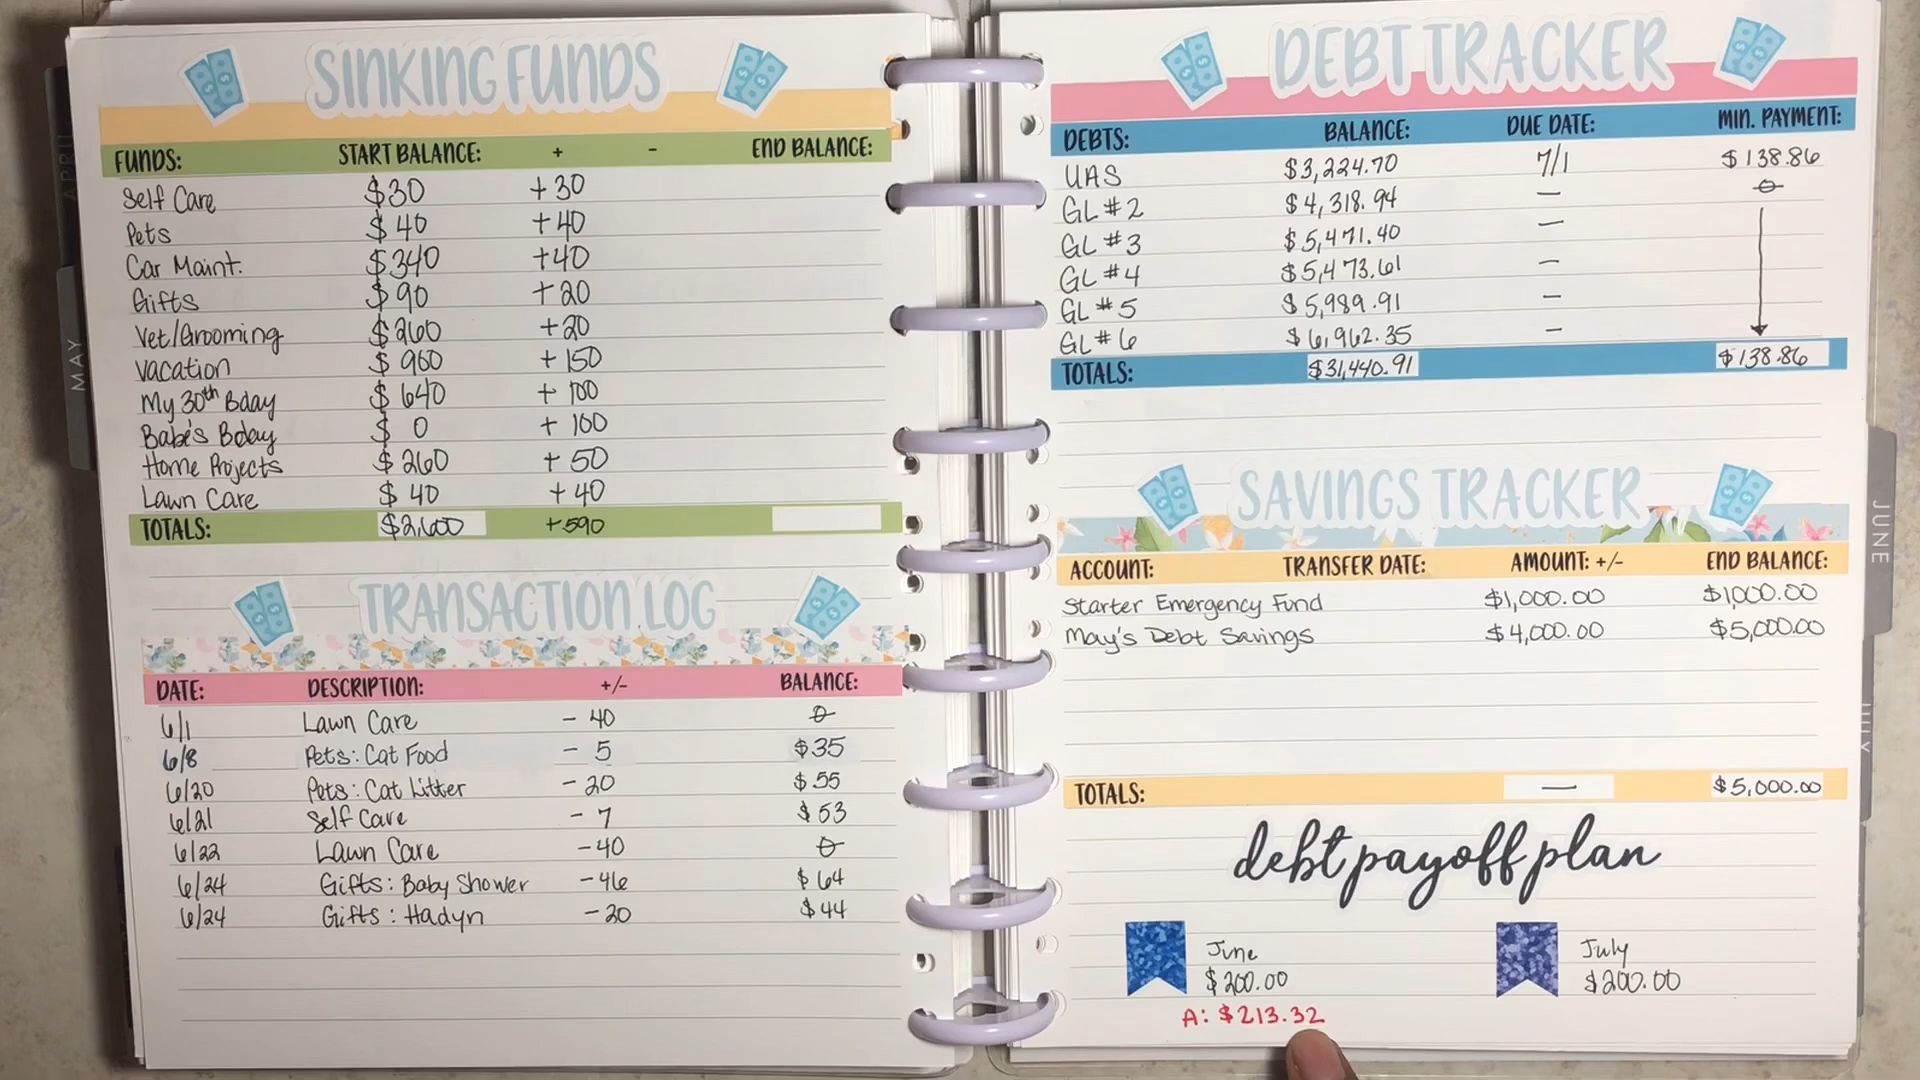 SINKING FUNDS
FUNDS: START BALANCE: + - END BALANCE:
Self Care $30 +30
Pets $40 +40
Car Maint. $340 +40
Gifts $90 +20
Vet/Grooming $260 +20
Vacation $960 +150
My 30th Bday $640 +100
Babe's Bday $0 +100
Home Projects $260 +50
Lawn Care $40 +40
TOTALS: $2,600 +590
TRANSACTION LOG
DATE: DESCRIPTION: +/- BALANCE:
6/1 Lawn Care - 40 0
6/8 Pets: Cat Food - 5 $35
6/20 Pets: Cat Litter - 20 $55
6/21 Self Care - 7 $53
6/22 Lawn Care - 40 0
6/24 Gifts: Baby Shower - 46 $64
6/24 Gifts: Hadyn - 20 $44
DEBT TRACKER
DEBTS: BALANCE: DUE DATE: MIN. PAYMENT:
UAS $3,224.70 7/1 $138.86
GL #2 $4,318.94 — 0
GL #3 $5,471.40 —
GL #4 $5,473.61 —
GL #5 $5,989.91 —
GL #6 $6,962.35 —
TOTALS: $31,440.91 $138.86
SAVINGS TRACKER
ACCOUNT: TRANSFER DATE: AMOUNT: +/- END BALANCE:
Starter Emergency Fund $1,000.00 $1,000.00
May's Debt Savings $4,000.00 $5,000.00
TOTALS: — $5,000.00
debt payoff plan
June July
$200.00 $200.00
A: $213.32
APRIL
MAY
JUNE
JULY